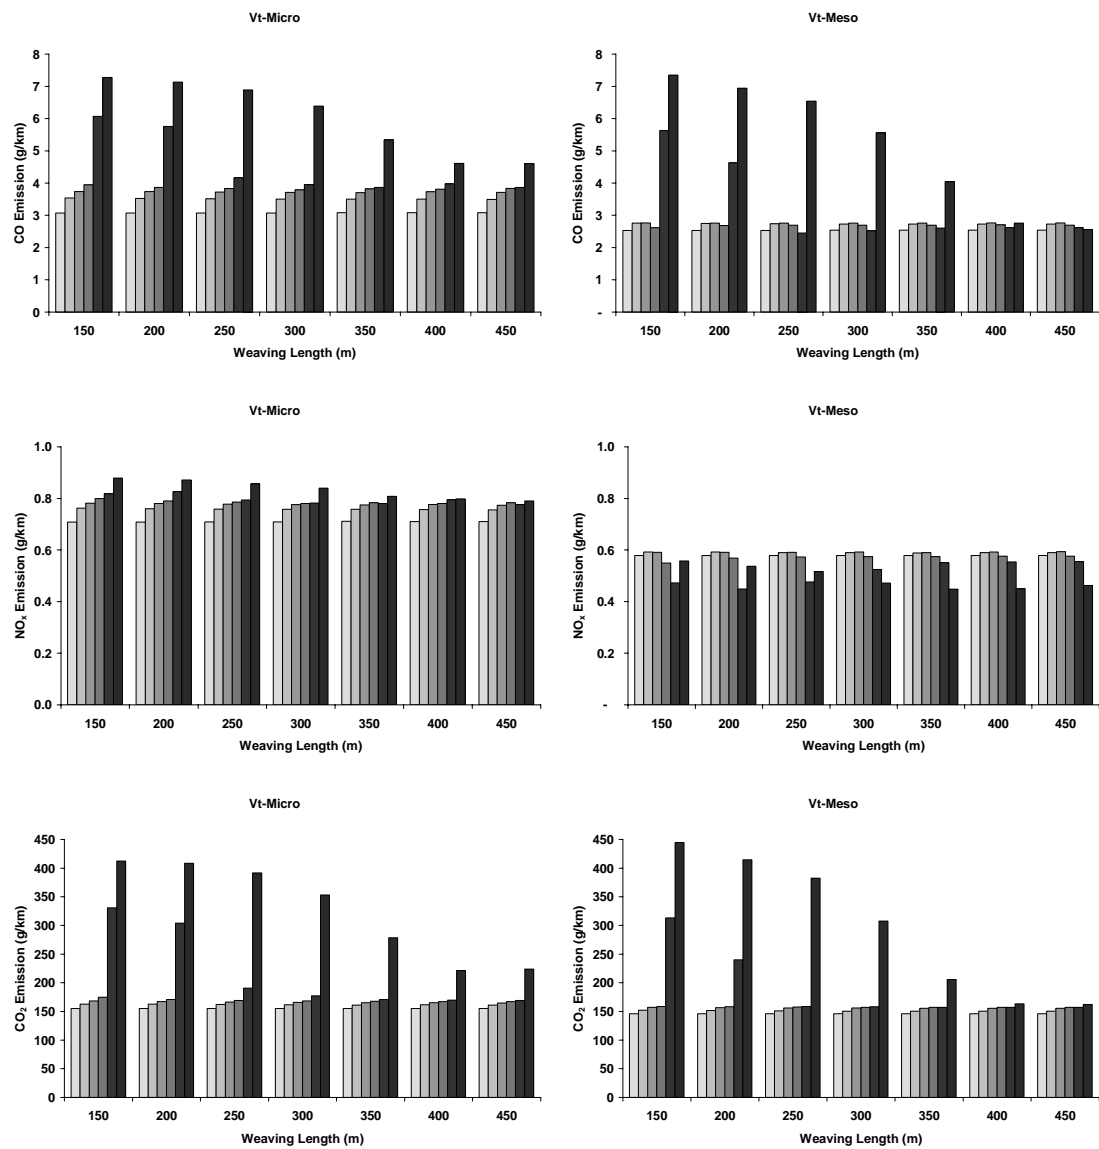 Vt-Micro
8
7
6
5
4
3
2
1
0
CO Emission (g/km)
150 200 250 300 350 400 450
Weaving Length (m)
Vt-Meso
8
7
6
5
4
3
2
1
-
CO Emission (g/km)
150 200 250 300 350 400 450
Weaving Length (m)
Vt-Micro
1.0
0.8
0.6
0.4
0.2
0.0
NOₓ Emission (g/km)
150 200 250 300 350 400 450
Weaving Length (m)
Vt-Meso
1.0
0.8
0.6
0.4
0.2
-
NOₓ Emission (g/km)
150 200 250 300 350 400 450
Weaving Length (m)
Vt-Micro
450
400
350
300
250
200
150
100
50
0
CO₂ Emission (g/km)
150 200 250 300 350 400 450
Weaving Length (m)
Vt-Meso
450
400
350
300
250
200
150
100
50
0
CO₂ Emission (g/km)
150 200 250 300 350 400 450
Weaving Length (m)